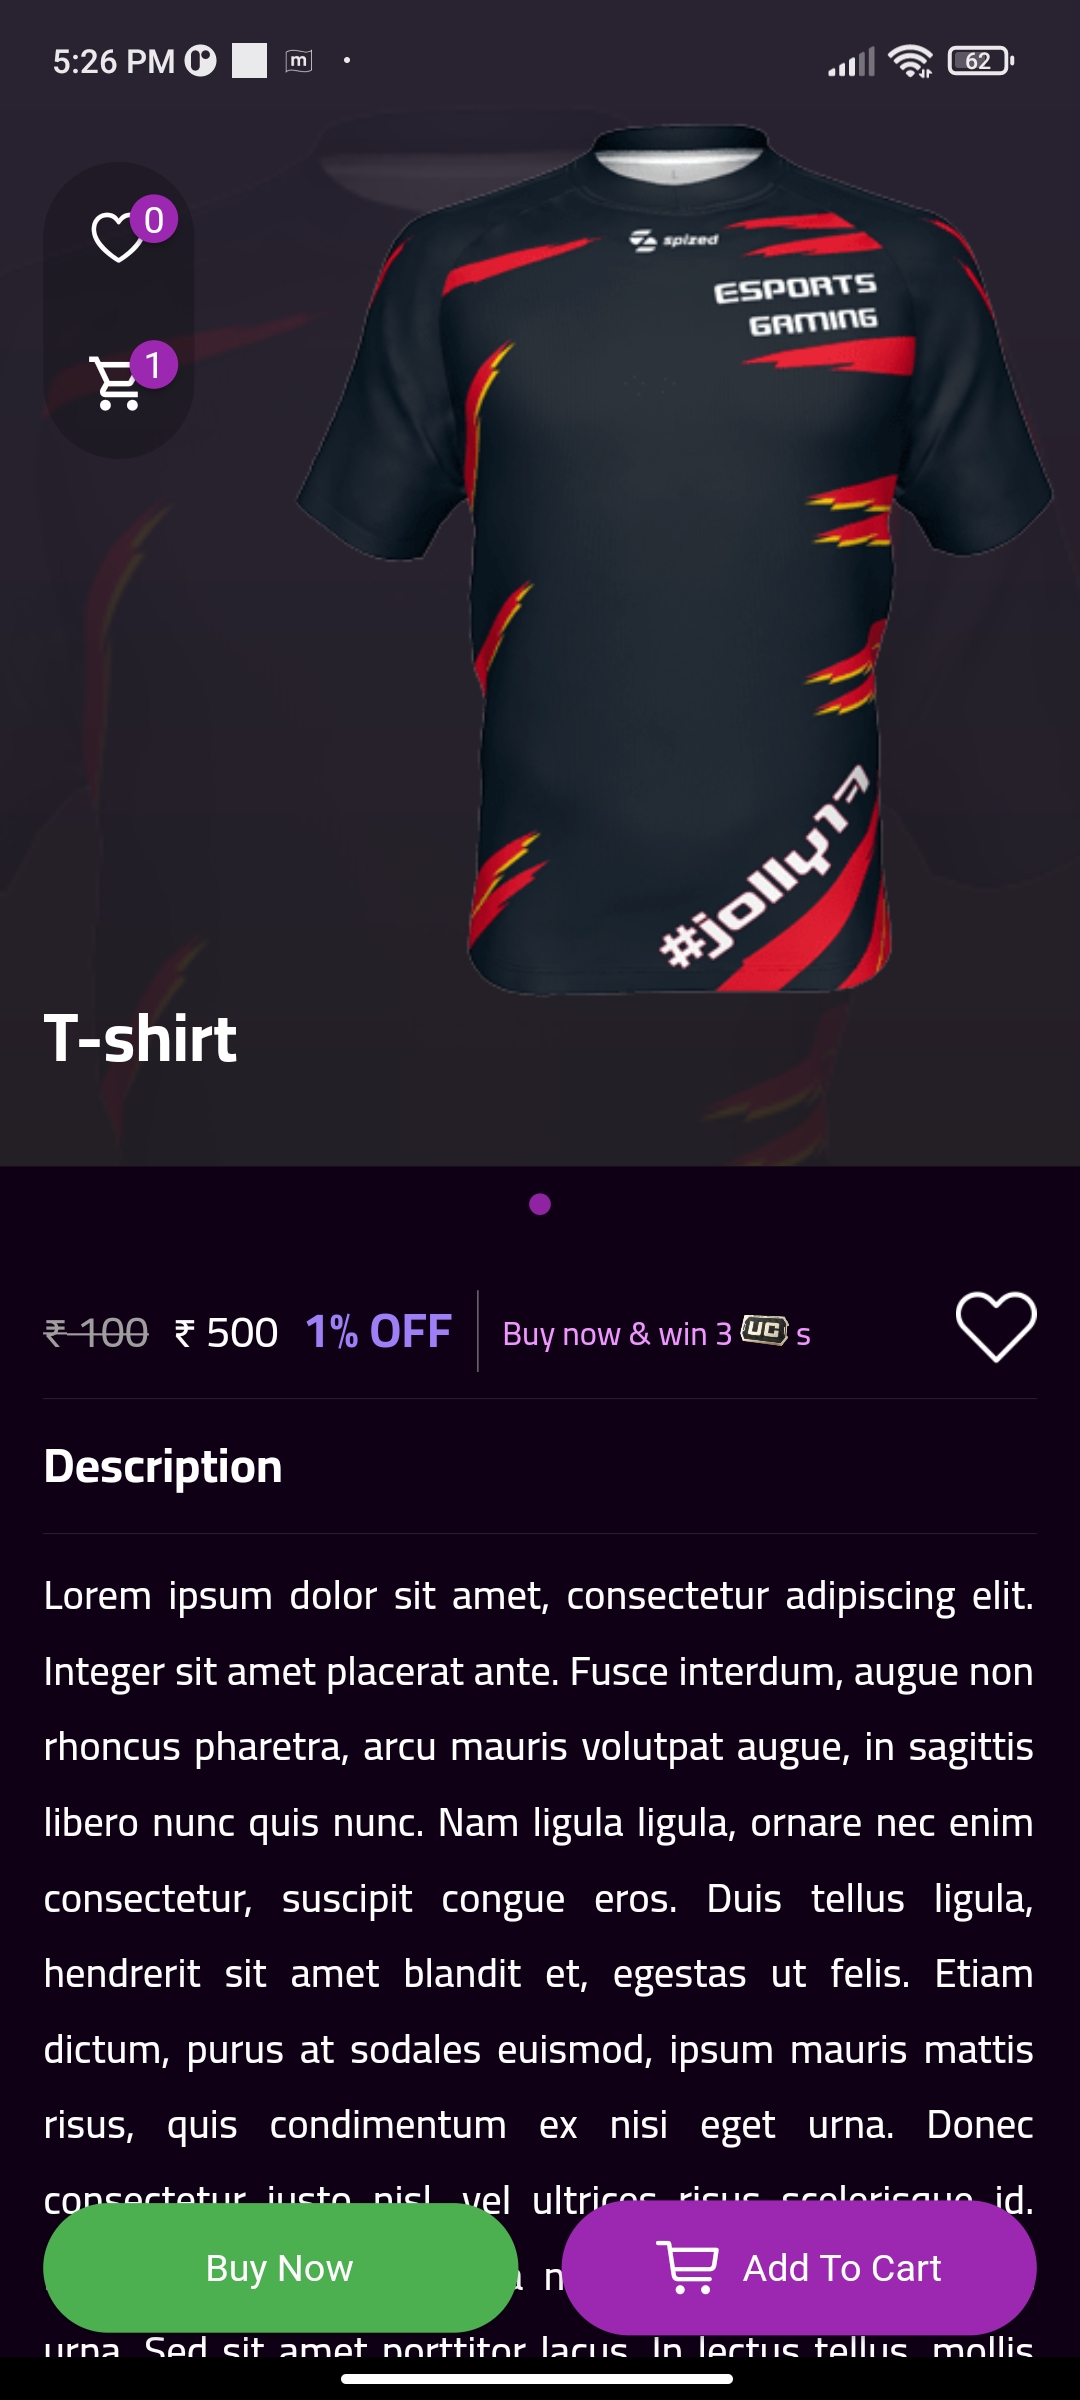 5:26 PM m 62
0
1
spized
ESPORTS
GAMING
#jolly17
T-shirt
₹ 100 ₹ 500 1% OFF Buy now & win 3 UC s
Description
Lorem ipsum dolor sit amet, consectetur adipiscing elit.
Integer sit amet placerat ante. Fusce interdum, augue non
rhoncus pharetra, arcu mauris volutpat augue, in sagittis
libero nunc quis nunc. Nam ligula ligula, ornare nec enim
consectetur, suscipit congue eros. Duis tellus ligula,
hendrerit sit amet blandit et, egestas ut felis. Etiam
dictum, purus at sodales euismod, ipsum mauris mattis
risus, quis condimentum ex nisi eget urna. Donec
consectetur justo nisl, vel ultrices risus scelerisque id.
Buy Now Add To Cart
urna. Sed sit amet porttitor lacus. In lectus tellus, mollis